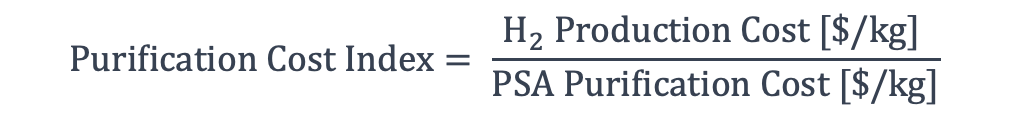 Purification Cost Index = H₂ Production Cost [$/kg]
PSA Purification Cost [$/kg]